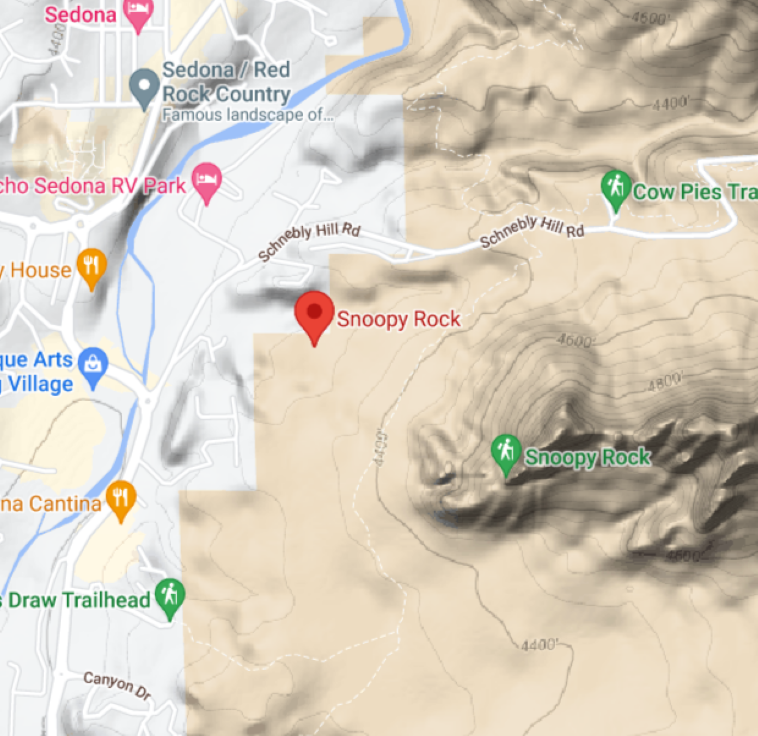 4600'
Sedona
4400'
Sedona / Red
Rock Country
Famous landscape of...
4400'
cho Sedona RV Park
Cow Pies Tra
Schnebly Hill Rd
Schnebly Hill Rd
y House
Snoopy Rock
4600'
que Arts
g Village
4800'
4400'
Snoopy Rock
na Cantina
4600'
s Draw Trailhead
4400'
Canyon Dr